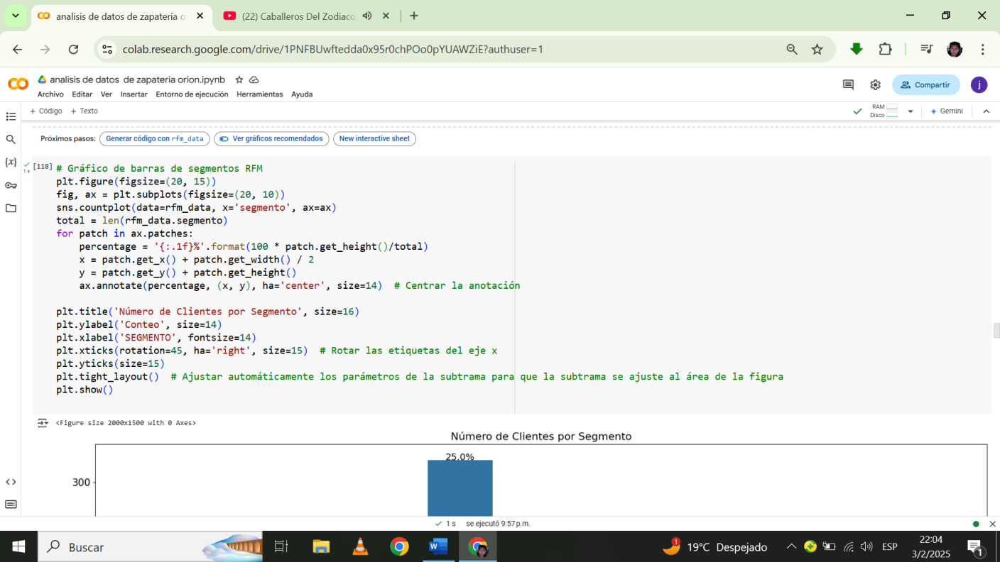 analisis de datos de zapateria o
(22) Caballeros Del Zodiaco
colab.research.google.com/drive/1PNFBUwftedda0x95r0chPOo0pYUAWZiE?authuser=1
analisis de datos  de zapateria orion.ipynb
Archivo Editar Ver Insertar Entorno de ejecución Herramientas Ayuda
Compartir
j
+ Código + Texto
RAM
Disco
Gemini
Próximos pasos: Generar código con rfm_data Ver gráficos recomendados New interactive sheet
[118]
1 s
# Gráfico de barras de segmentos RFM
plt.figure(figsize=(20, 15))
fig, ax = plt.subplots(figsize=(20, 10))
sns.countplot(data=rfm_data, x='segmento', ax=ax)
total = len(rfm_data.segmento)
for patch in ax.patches:
    percentage = '{:.1f}%'.format(100 * patch.get_height()/total)
    x = patch.get_x() + patch.get_width() / 2
    y = patch.get_y() + patch.get_height()
    ax.annotate(percentage, (x, y), ha='center', size=14)  # Centrar la anotación
plt.title('Número de Clientes por Segmento', size=16)
plt.ylabel('Conteo', size=14)
plt.xlabel('SEGMENTO', fontsize=14)
plt.xticks(rotation=45, ha='right', size=15)  # Rotar las etiquetas del eje x
plt.yticks(size=15)
plt.tight_layout()  # Ajustar automáticamente los parámetros de la subtrama para que la subtrama se ajuste al área de la figura
plt.show()
<Figure size 2000x1500 with 0 Axes>
Número de Clientes por Segmento
25.0%
300
1 s se ejecutó 9:57 p.m.
Buscar
1
19°C Despejado
ESP
22:04
3/2/2025
1